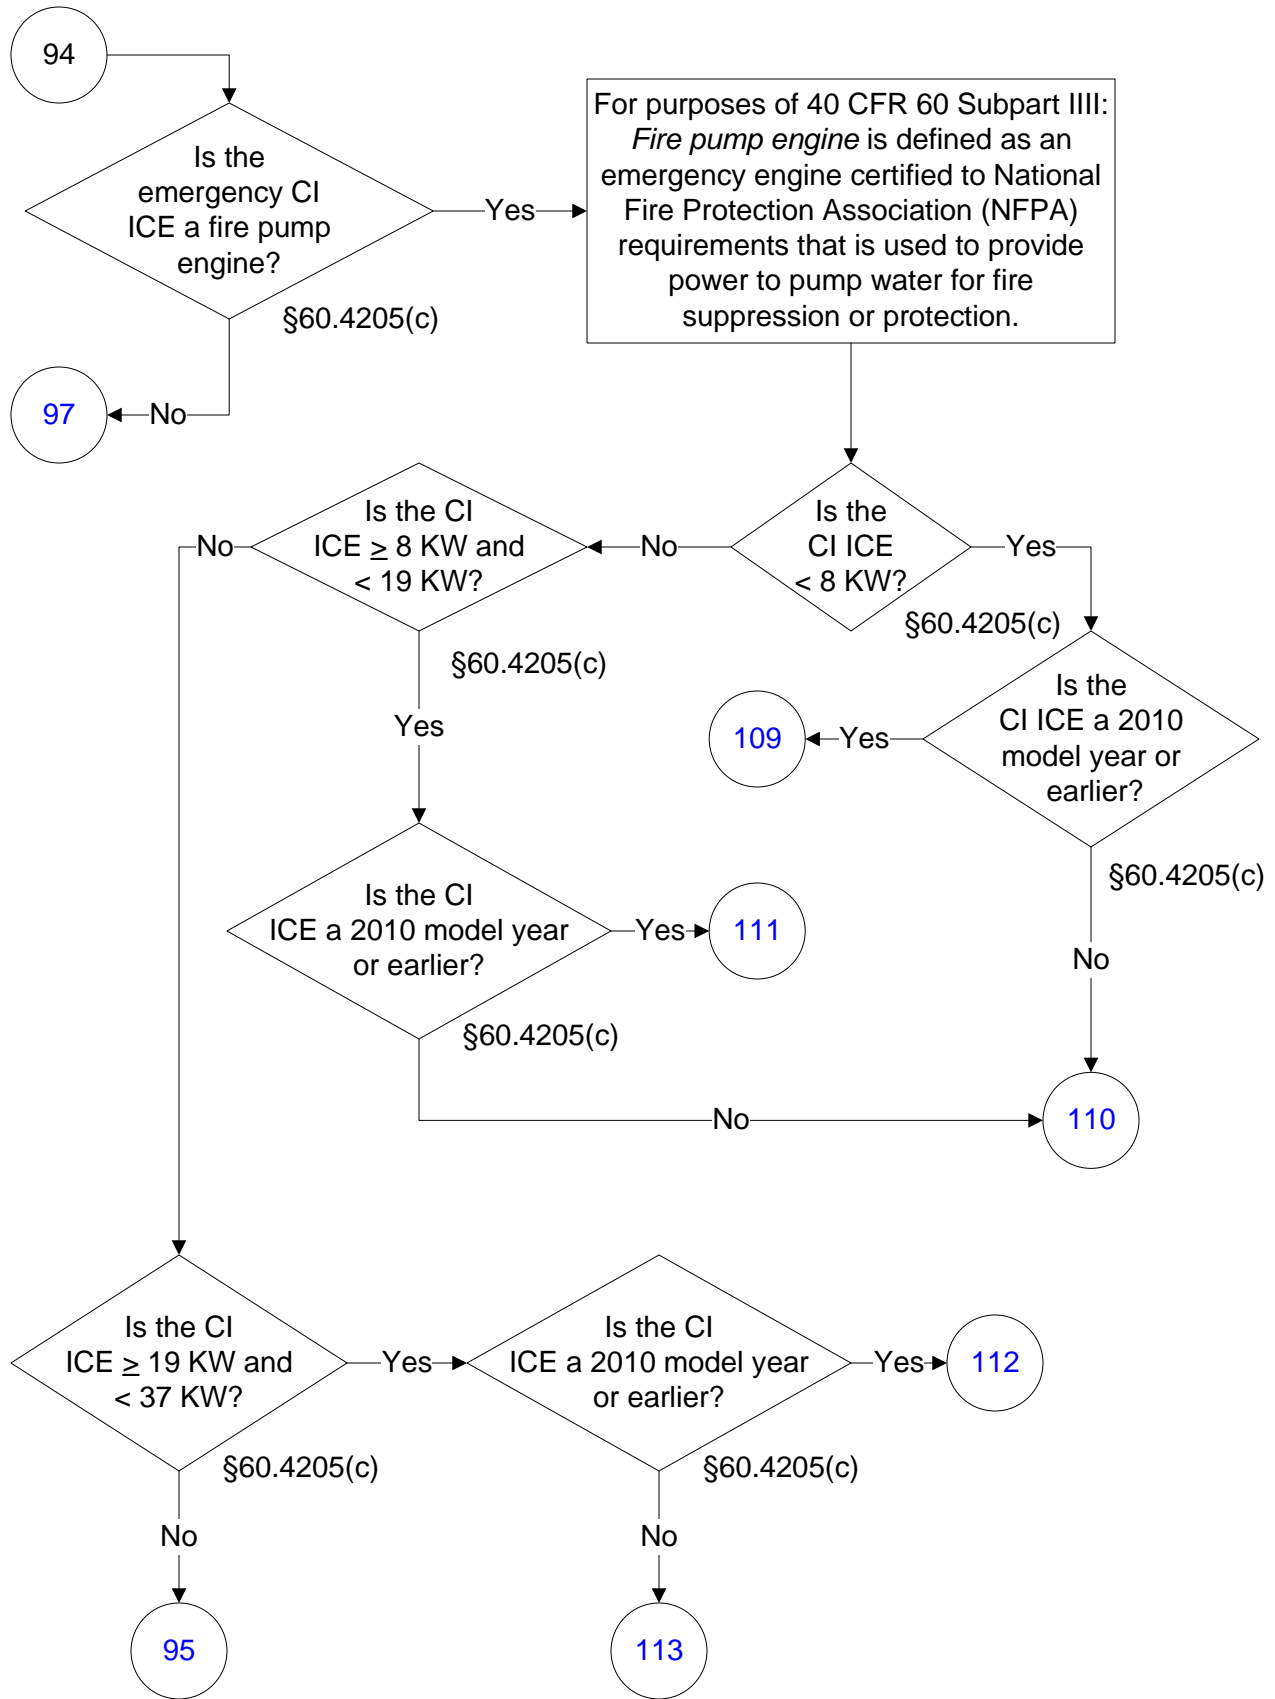 94
Is the
emergency CI
ICE a fire pump
engine?
Yes
For purposes of 40 CFR 60 Subpart IIII:
Fire pump engine is defined as an
emergency engine certified to National
Fire Protection Association (NFPA)
requirements that is used to provide
power to pump water for fire
suppression or protection.
§60.4205(c)
97
No
Is the
CI ICE
< 8 KW?
Yes
§60.4205(c)
No
Is the CI
ICE ≥ 8 KW and
< 19 KW?
No
§60.4205(c)
Yes
Is the
CI ICE a 2010
model year or
earlier?
Yes
109
§60.4205(c)
No
Is the CI
ICE a 2010 model year
or earlier?
Yes
111
§60.4205(c)
No
110
Is the CI
ICE ≥ 19 KW and
< 37 KW?
Yes
Is the CI
ICE a 2010 model year
or earlier?
Yes
112
§60.4205(c)
§60.4205(c)
No
No
95
113